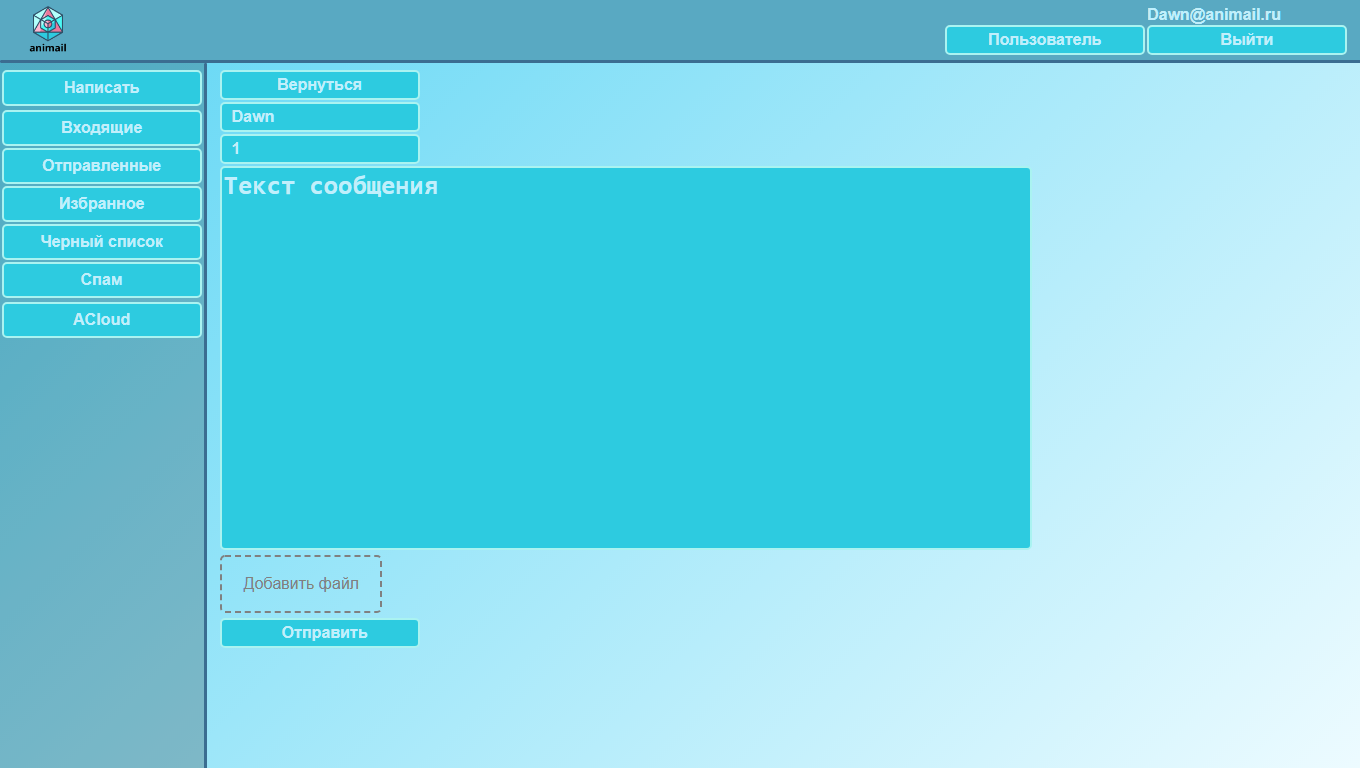 animail
Dawn@animail.ru
Пользователь
Выйти
Написать
Входящие
Отправленные
Избранное
Черный список
Спам
ACloud
Вернуться
Dawn
1
Текст сообщения
Добавить файл
Отправить